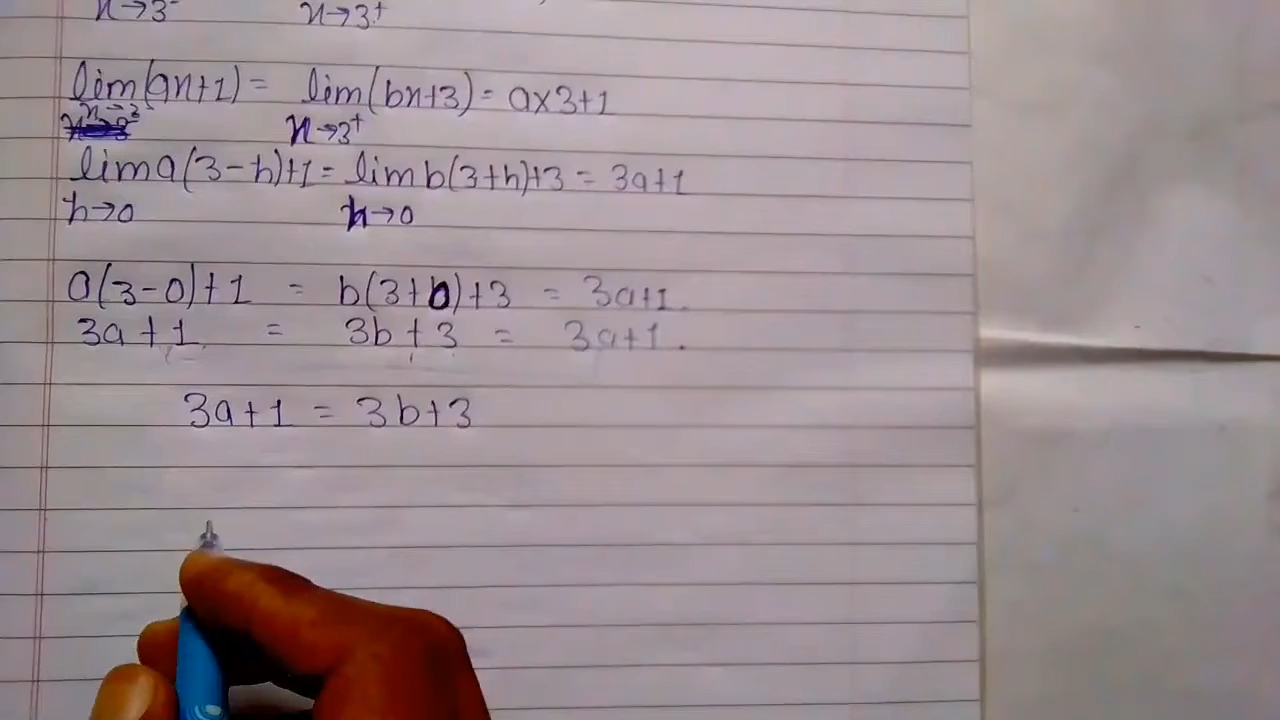 x→3⁻ x→3⁺
lim(ax+1) = lim(bx+3) = ax3+1
x→3 x→3⁺
lim a(3-h)+1 = lim b(3+h)+3 = 3a+1
h→0 h→0
a(3-0)+1 = b(3+0)+3 = 3a+1.
3a+1 = 3b+3 = 3a+1.
3a+1 = 3b+3